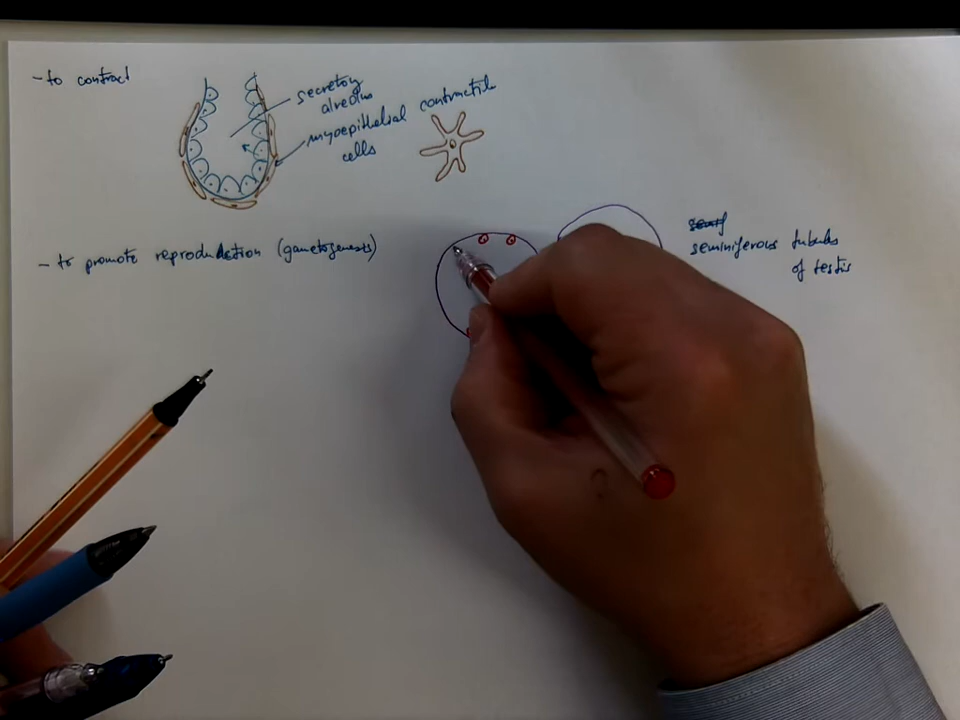 - to contract
secretory
alveolus
myoepithelial
cells
contractile
- to promote reproduction (gametogenesis)
seminiferous tubules
of testis